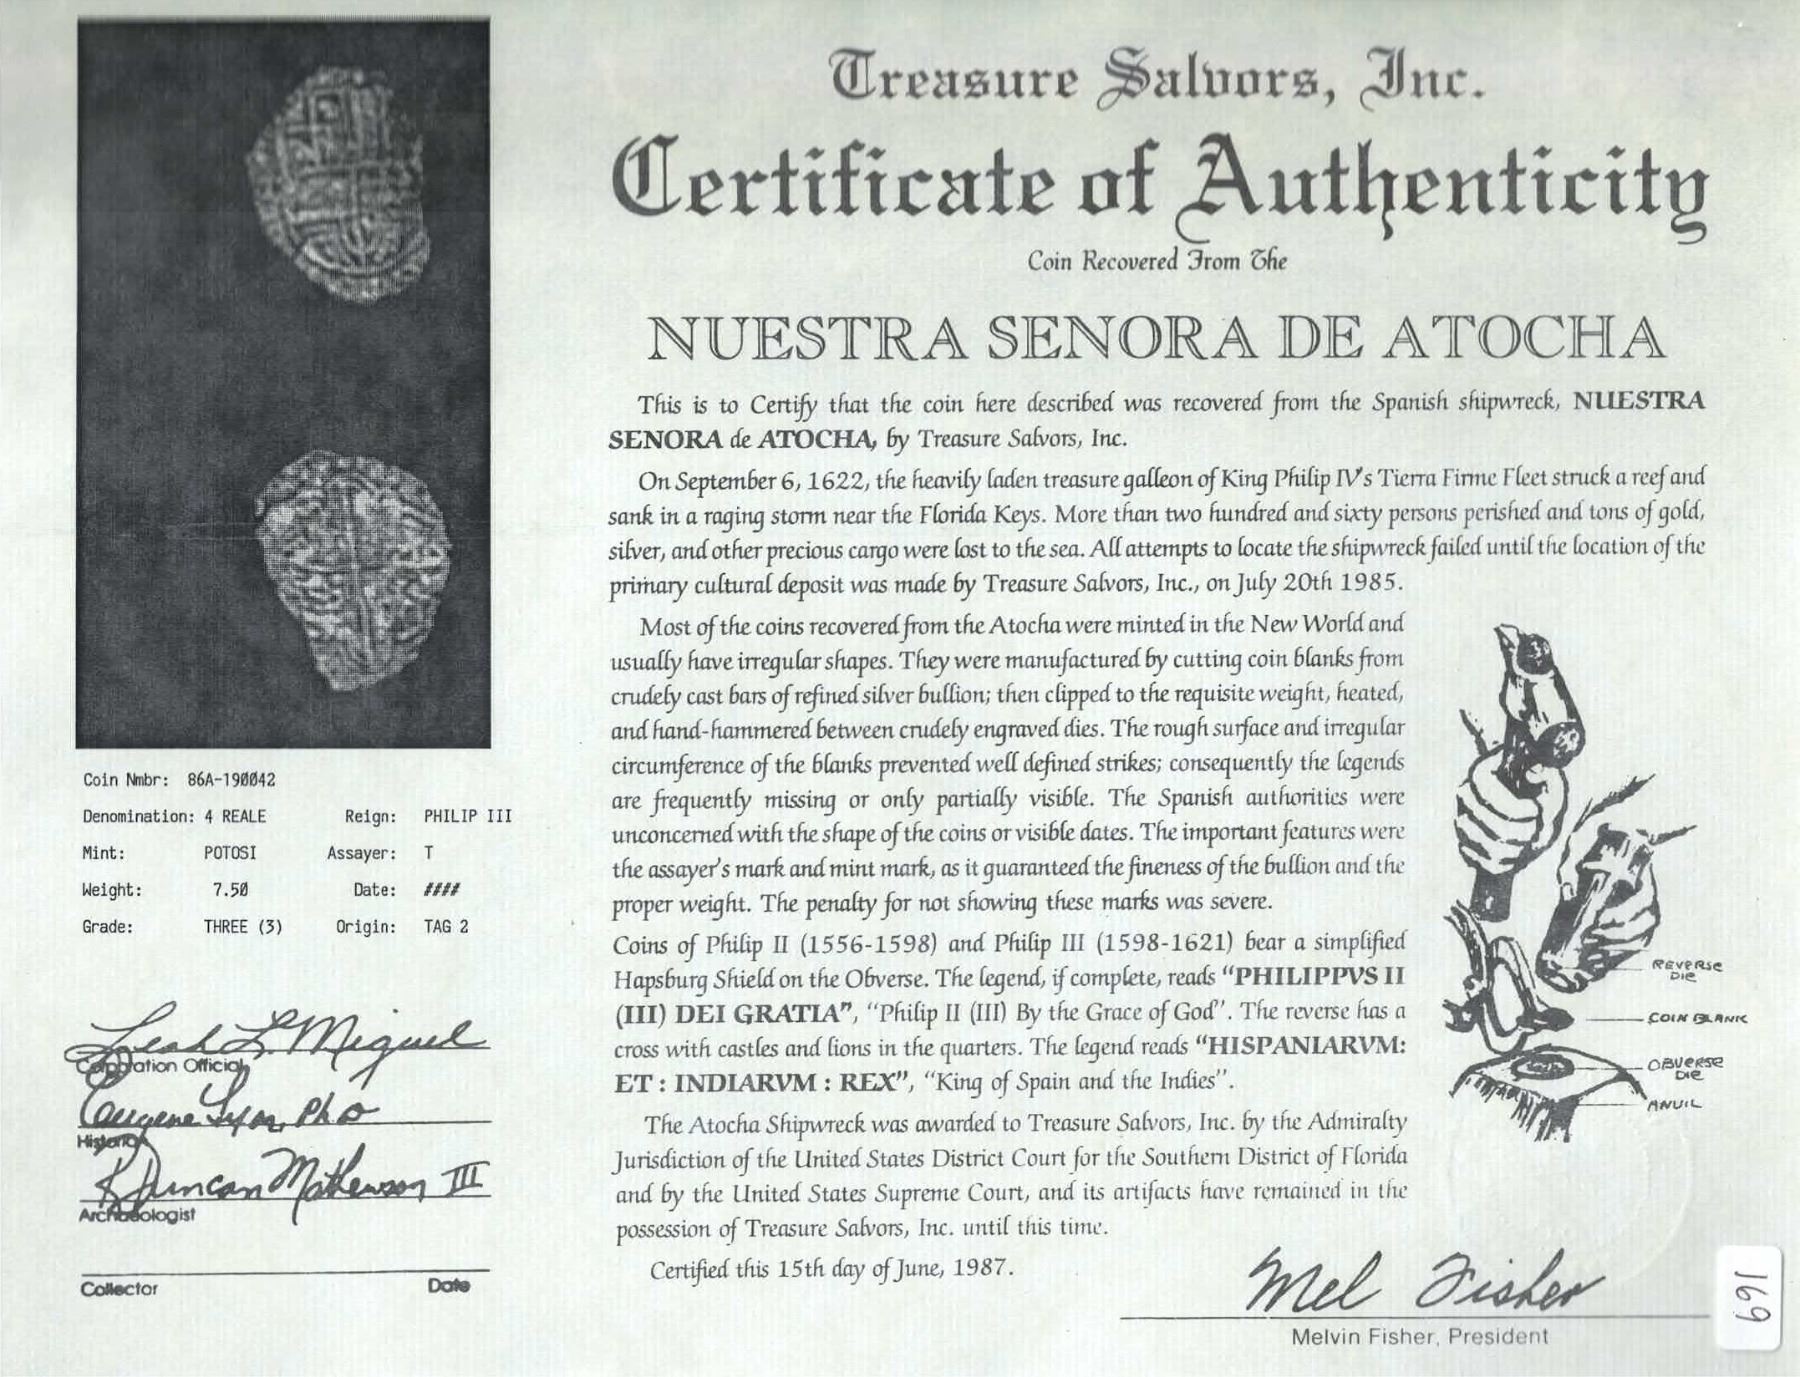 Treasure Salvors, Inc.
Certificate of Authenticity
Coin Recovered From The
NUESTRA SENORA DE ATOCHA
This is to Certify that the coin here described was recovered from the Spanish shipwreck, NUESTRA
SENORA de ATOCHA, by Treasure Salvors, Inc.
On September 6, 1622, the heavily laden treasure galleon of King Philip IV's Tierra Firme Fleet struck a reef and
sank in a raging storm near the Florida Keys. More than two hundred and sixty persons perished and tons of gold,
silver, and other precious cargo were lost to the sea. All attempts to locate the shipwreck failed until the location of the
primary cultural deposit was made by Treasure Salvors, Inc., on July 20th 1985.
Most of the coins recovered from the Atocha were minted in the New World and
usually have irregular shapes. They were manufactured by cutting coin blanks from
crudely cast bars of refined silver bullion; then clipped to the requisite weight, heated,
and hand-hammered between crudely engraved dies. The rough surface and irregular
circumference of the blanks prevented well defined strikes; consequently the legends
are frequently missing or only partially visible. The Spanish authorities were
unconcerned with the shape of the coins or visible dates. The important features were
the assayer's mark and mint mark, as it guaranteed the fineness of the bullion and the
proper weight. The penalty for not showing these marks was severe.
Coins of Philip II (1556-1598) and Philip III (1598-1621) bear a simplified
Hapsburg Shield on the Obverse. The legend, if complete, reads "PHILIPPVS II
(III) DEI GRATIA", "Philip II (III) By the Grace of God". The reverse has a
cross with castles and lions in the quarters. The legend reads "HISPANIARVM:
ET : INDIARVM : REX", "King of Spain and the Indies".
The Atocha Shipwreck was awarded to Treasure Salvors, Inc. by the Admiralty
Jurisdiction of the United States District Court for the Southern District of Florida
and by the United States Supreme Court, and its artifacts have remained in the
possession of Treasure Salvors, Inc. until this time.
Certified this 15th day of June, 1987.
Mel Fisher
Melvin Fisher, President
REVERSE
DIE
COIN BLANK
OBVERSE
DIE
ANVIL
Coin Nmbr: 86A-190042
Denomination: 4 REALE Reign: PHILIP III
Mint: POTOSI Assayer: T
Weight: 7.50 Date: ####
Grade: THREE (3) Origin: TAG 2
Leah L. Miguel
Corporation Official
Eugene Lyon, PhD
Historian
R Duncan Mathewson III
Archaeologist
Collector Date
169